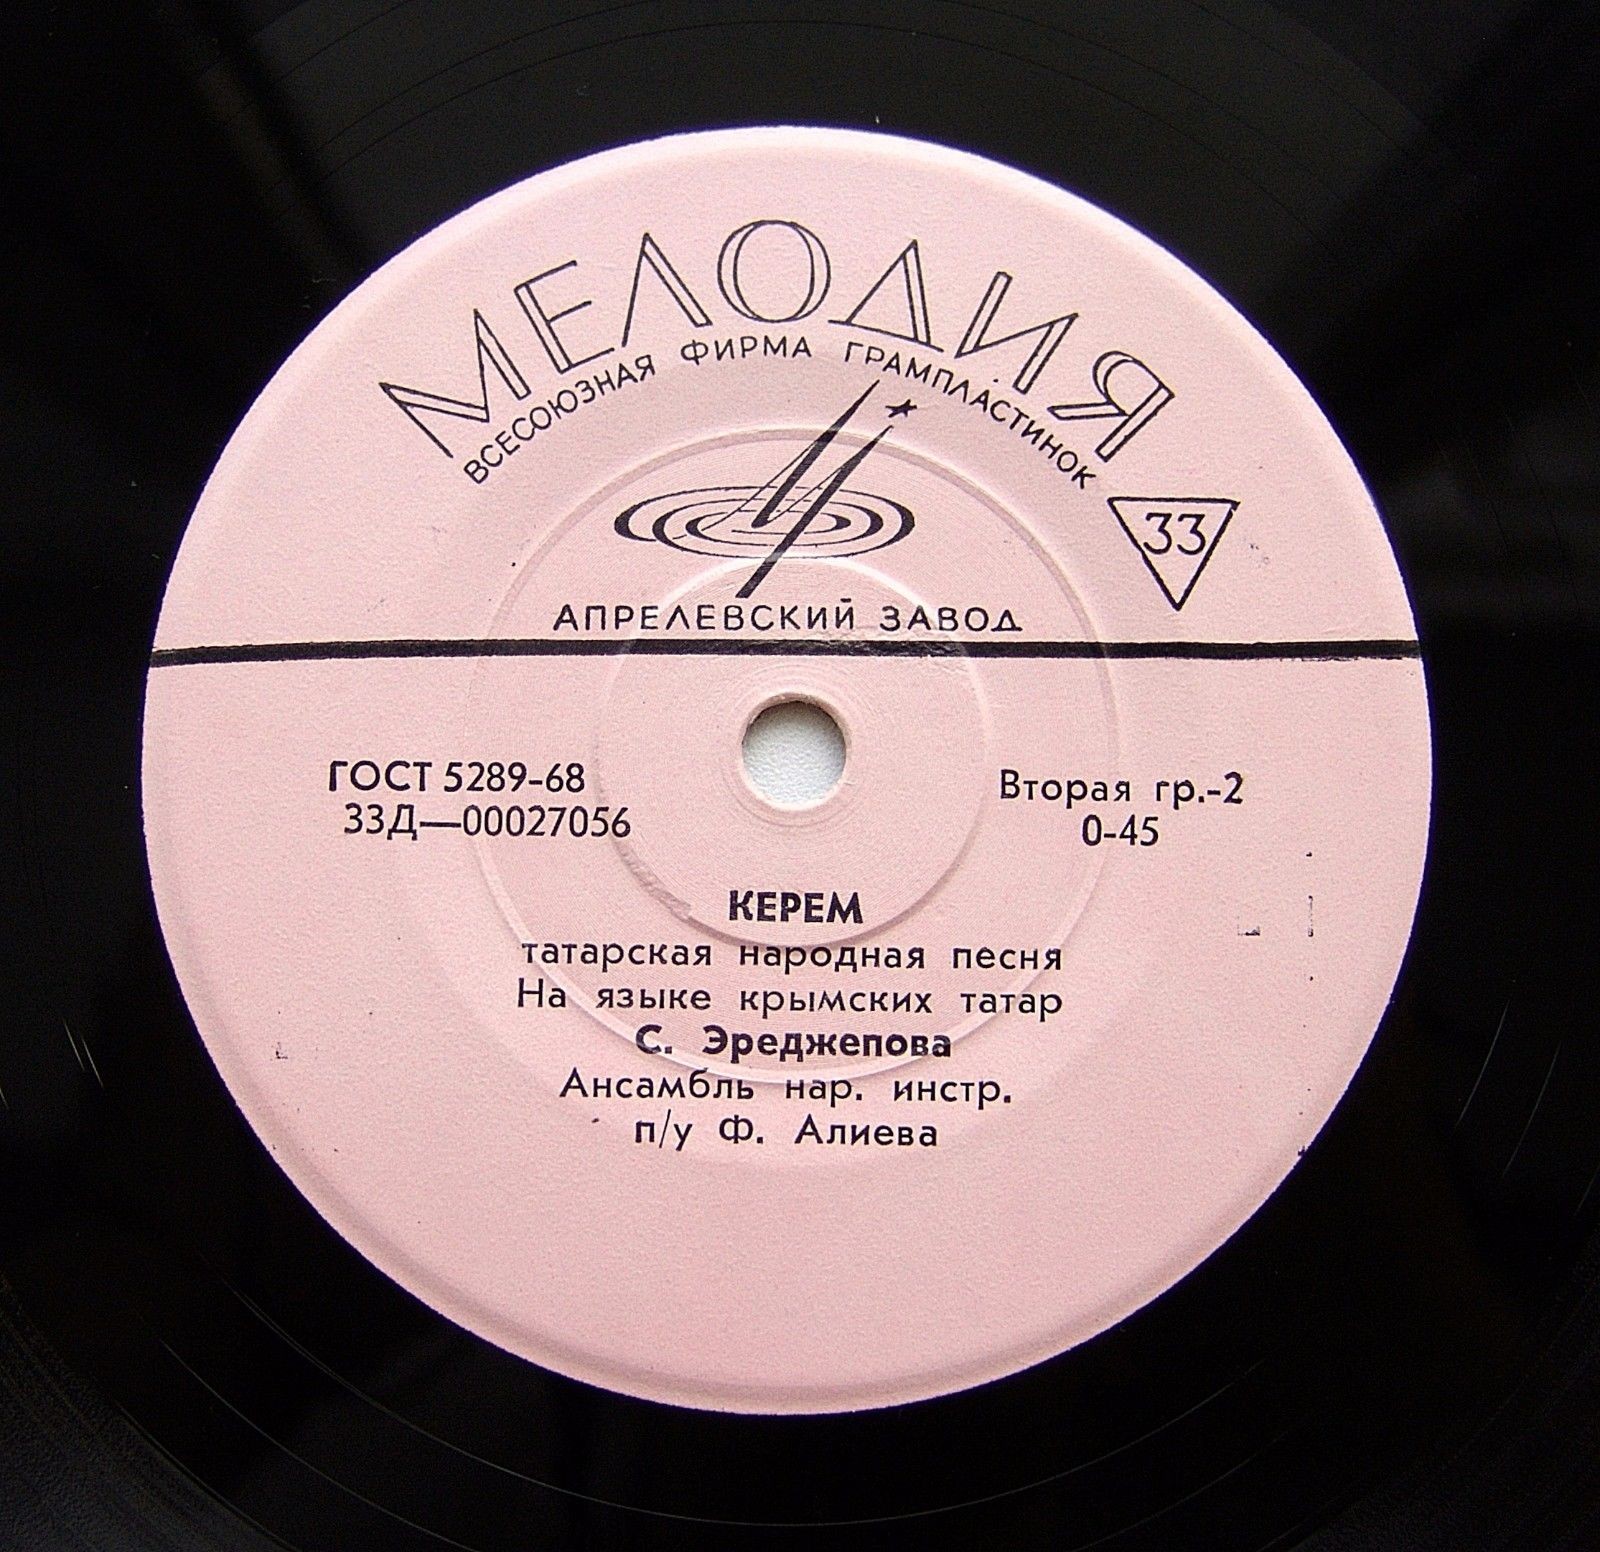 МЕЛОДИЯ
ВСЕСОЮЗНАЯ ФИРМА ГРАМПЛАСТИНОК
33
АПРЕЛЕВСКИЙ ЗАВОД
ГОСТ 5289-68
33Д—00027056
Вторая гр.-2
0-45
КЕРЕМ
татарская народная песня
На языке крымских татар
С. Эреджепова
Ансамбль нар. инстр.
п/у Ф. Алиева